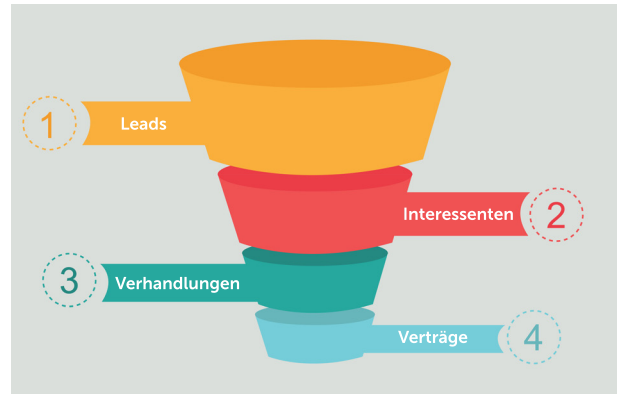 1
Leads
Interessenten
2
3
Verhandlungen
Verträge
4